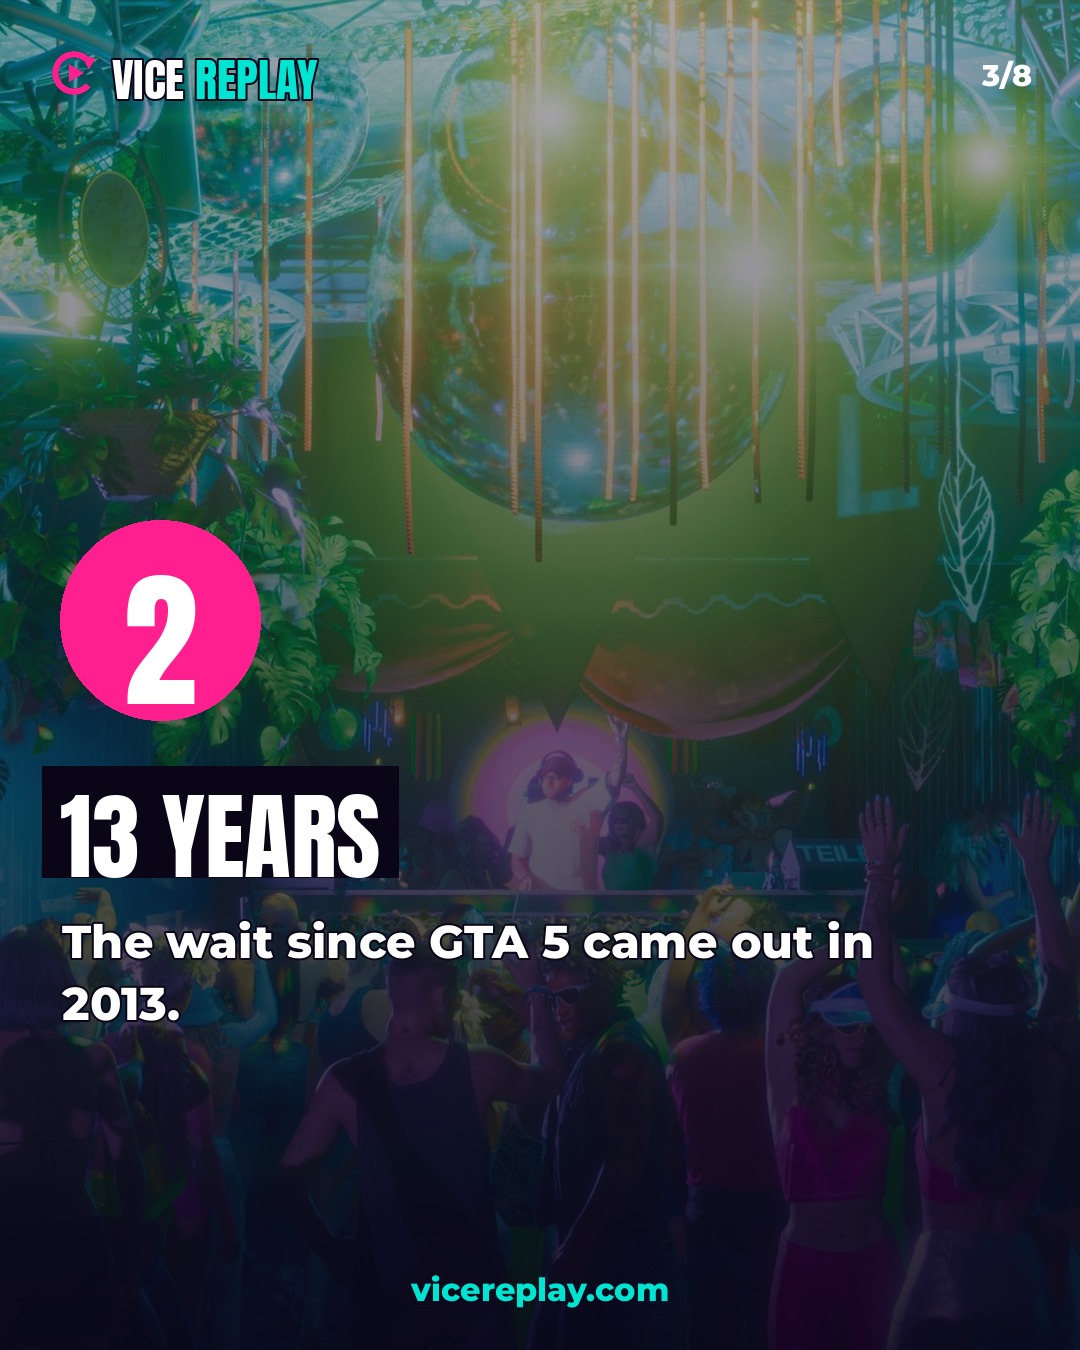 VICE REPLAY
3/8
2
13 YEARS
The wait since GTA 5 came out in
2013.
vicereplay.com